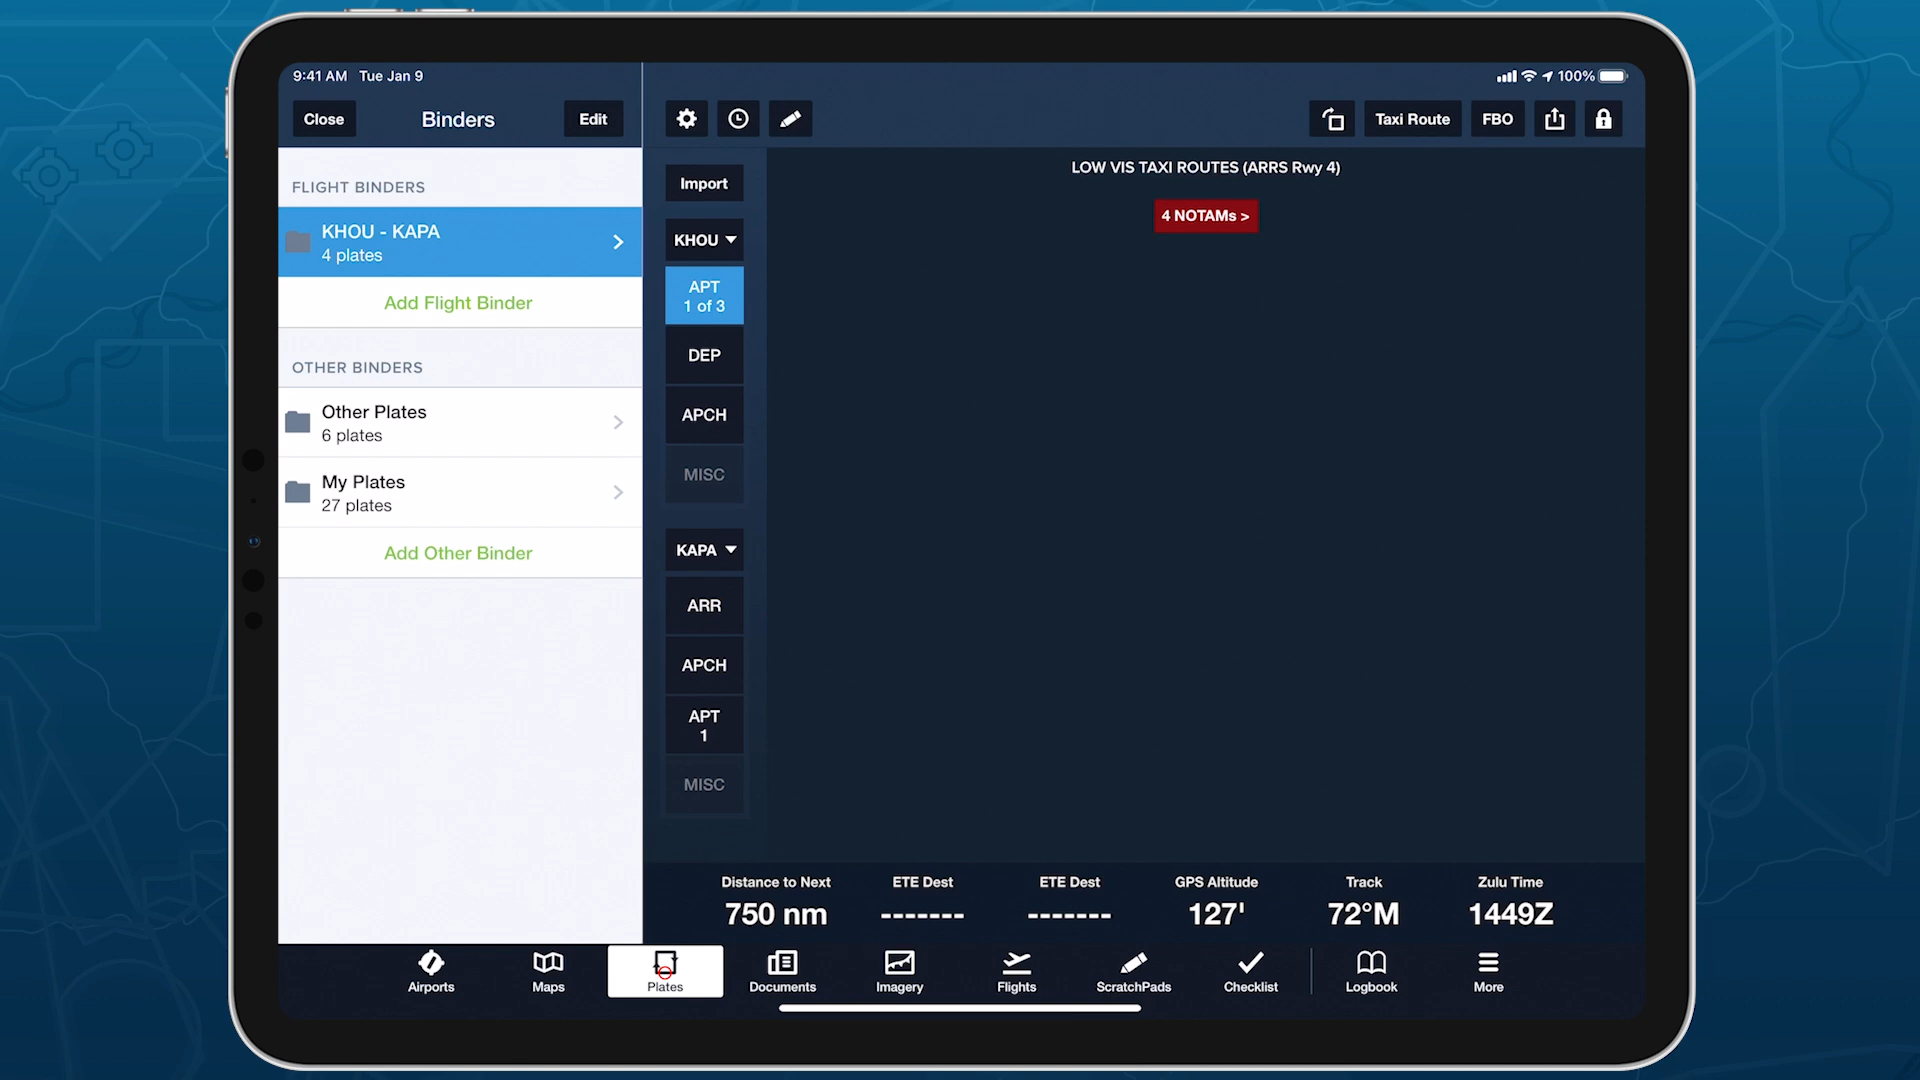 9:41 AM Tue Jan 9
100%
Close
Binders
Edit
Taxi Route
FBO
FLIGHT BINDERS
KHOU - KAPA
4 plates
Add Flight Binder
OTHER BINDERS
Other Plates
6 plates
My Plates
27 plates
Add Other Binder
Import
KHOU
APT
1 of 3
DEP
APCH
MISC
KAPA
ARR
APCH
APT
1
MISC
LOW VIS TAXI ROUTES (ARRS Rwy 4)
4 NOTAMs >
Distance to Next
750 nm
ETE Dest
-------
ETE Dest
-------
GPS Altitude
127'
Track
72°M
Zulu Time
1449Z
Airports
Maps
Plates
Documents
Imagery
Flights
ScratchPads
Checklist
Logbook
More